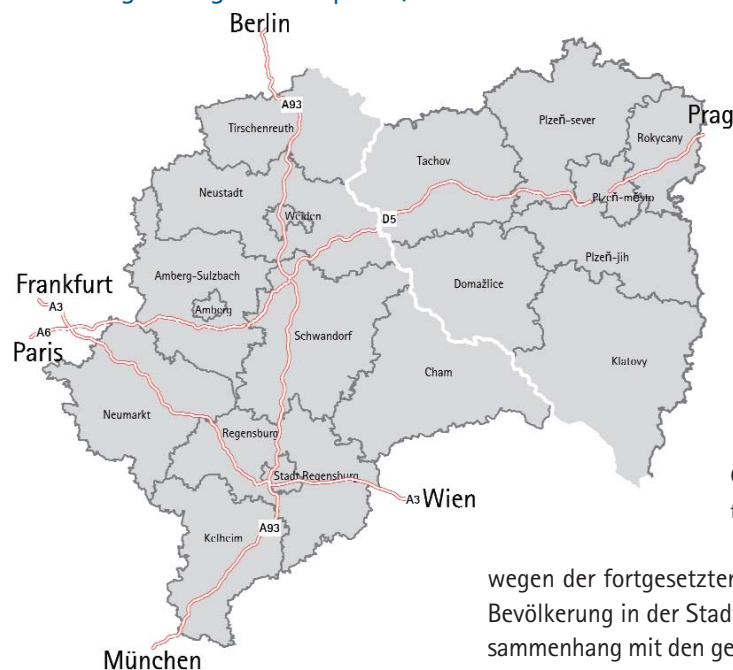 Berlin
A93
Tirschenreuth
Plzeň-sever
Prag
Rokycany
Tachov
Neustadt
Weiden
Plzeň-město
D5
Amberg-Sulzbach
Plzeň-jih
Frankfurt
Domažlice
A3
Amberg
A6
Schwandorf
Paris
Klatovy
Cham
Neumarkt
Regensburg
Stadt Regensburg
A3 Wien
A93
Kelheim
wegen der fortgesetzten
Bevölkerung in der Stad
sammenhang mit den ge
München